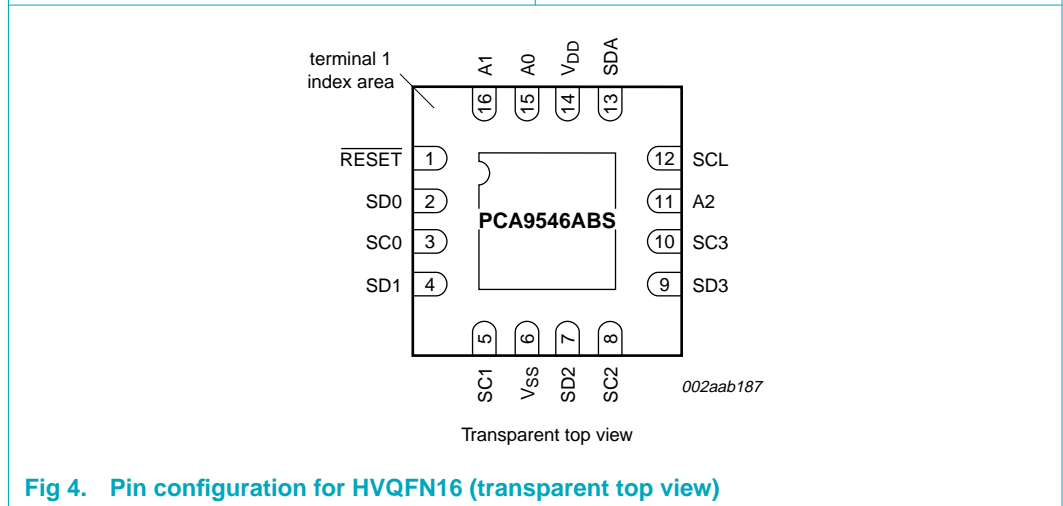 terminal 1
index area
A1
A0
VDD
SDA
16
15
14
13
RESET 1
12 SCL
SD0 2
11 A2
PCA9546ABS
SC0 3
10 SC3
SD1 4
9 SD3
5
6
7
8
SC1
VSS
SD2
SC2
002aab187
Transparent top view
Fig 4. Pin configuration for HVQFN16 (transparent top view)